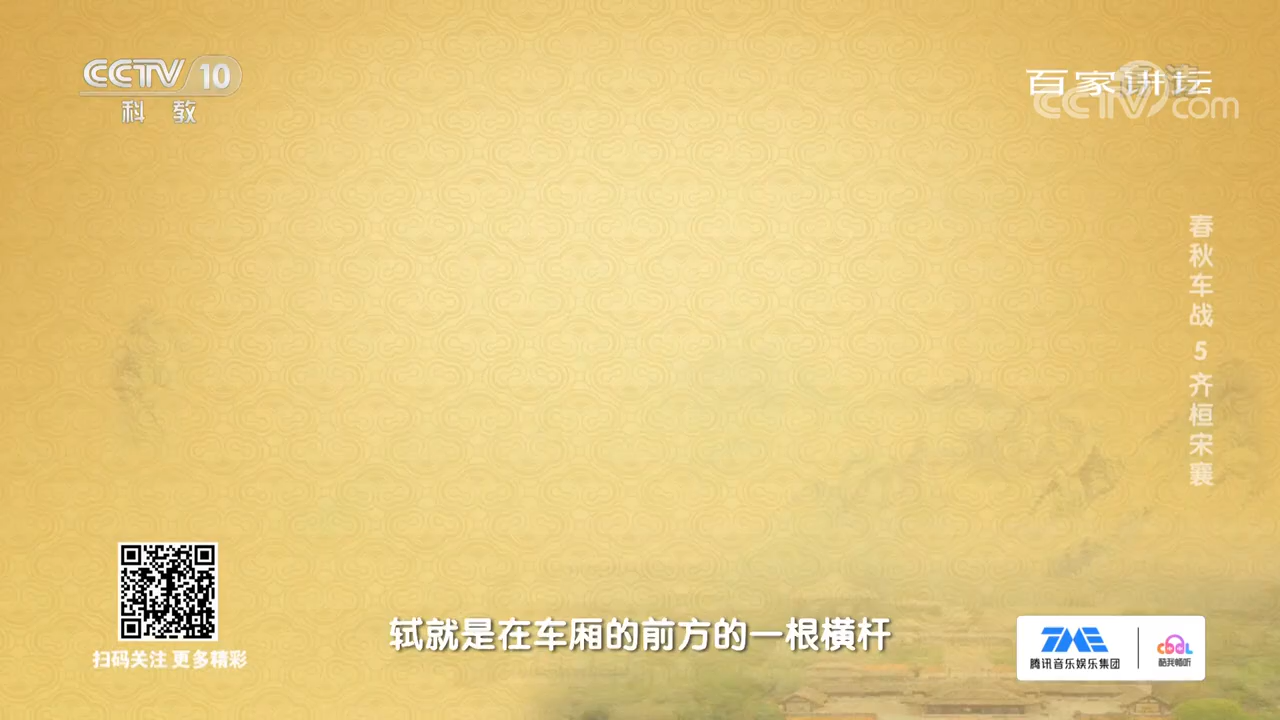 CCTV 10
科 教
百家讲坛
CCTV.com
春秋车战 5 齐桓宋襄
轼就是在车厢的前方的一根横杆
扫码关注 更多精彩
TME
腾讯音乐娱乐集团
酷我畅听